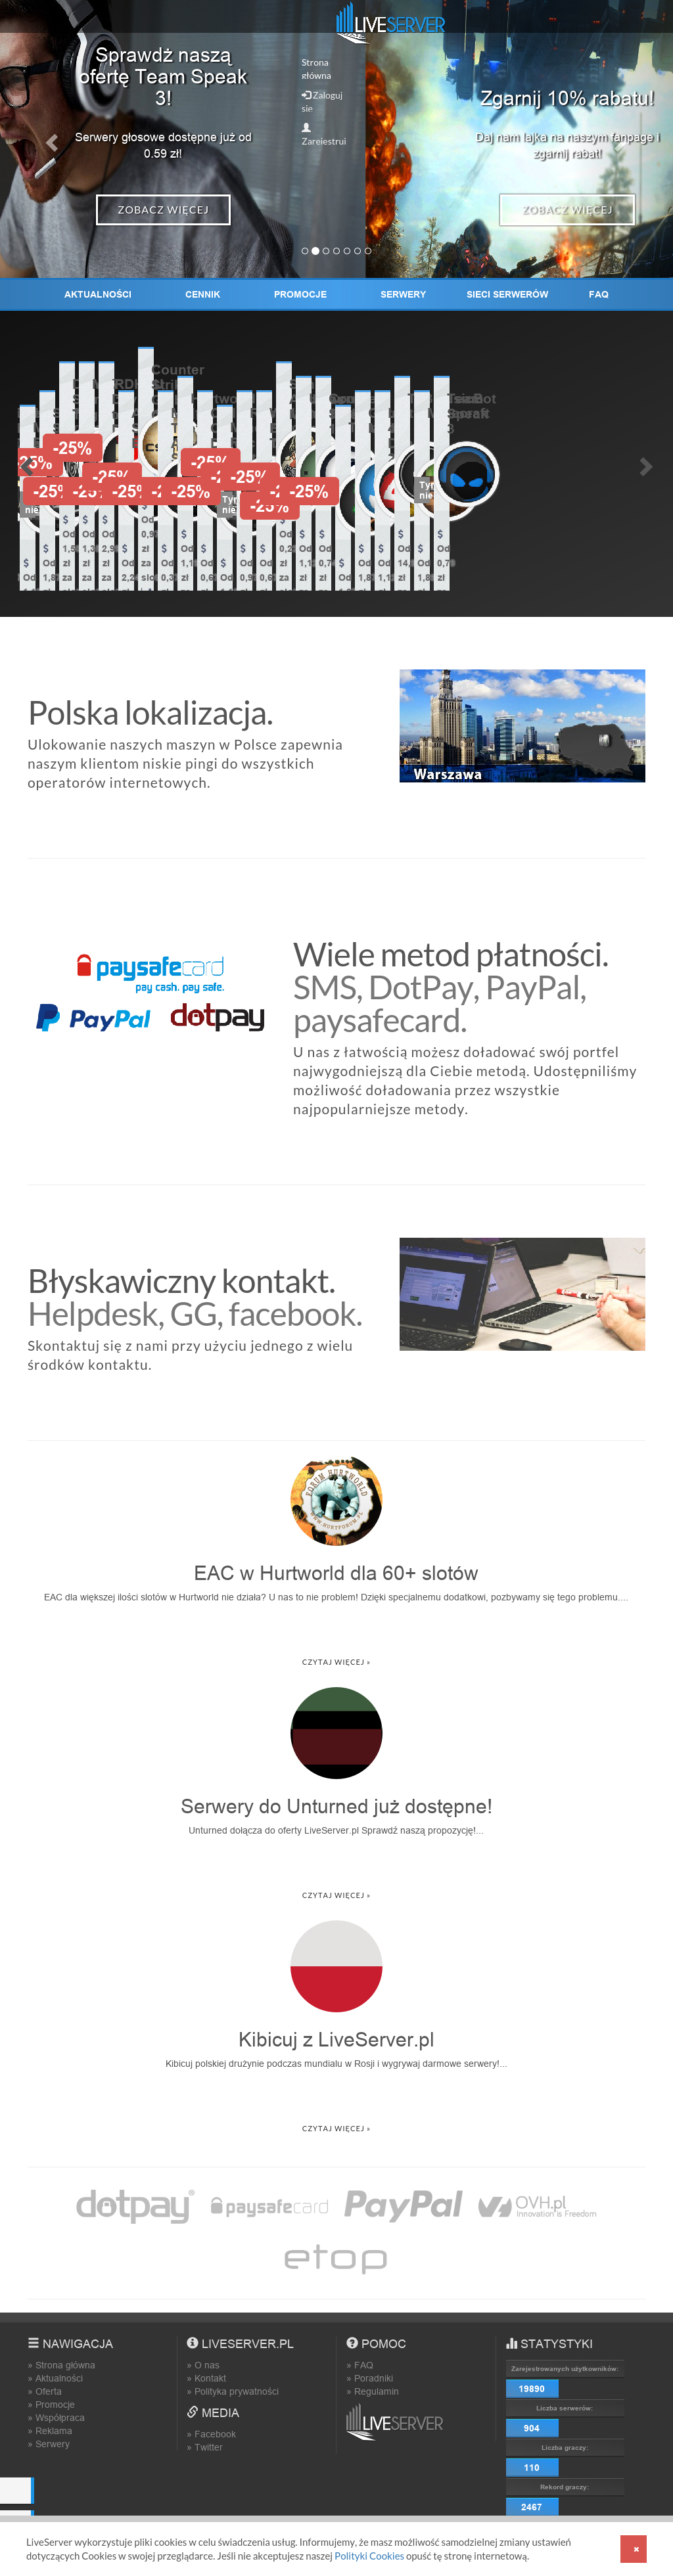 LIVESERVER
Sprawdź naszą
ofertę Team Speak
3!
Serwery głosowe dostępne już od
0.59 zł!
ZOBACZ WIĘCEJ
Strona
główna
Zaloguj
się
Zarejestruj
Zgarnij 10% rabatu!
Daj nam lajka na naszym fanpage i
zgarnij rabat!
ZOBACZ WIĘCEJ
AKTUALNOŚCI CENNIK PROMOCJE SERWERY SIECI SERWERÓW FAQ
Counter
-25%
-25%
-25%
-25%
-25%
Polska lokalizacja.
Ulokowanie naszych maszyn w Polsce zapewnia
naszym klientom niskie pingi do wszystkich
operatorów internetowych.
Warszawa
paysafecard
pay cash. pay safe.
PayPal dotpay
Wiele metod płatności.
SMS, DotPay, PayPal,
paysafecard.
U nas z łatwością możesz doładować swój portfel
najwygodniejszą dla Ciebie metodą. Udostępniliśmy
możliwość doładowania przez wszystkie
najpopularniejsze metody.
Błyskawiczny kontakt.
Helpdesk, GG, facebook.
Skontaktuj się z nami przy użyciu jednego z wielu
środków kontaktu.
EAC w Hurtworld dla 60+ slotów
EAC dla większej ilości slotów w Hurtworld nie działa? U nas to nie problem! Dzięki specjalnemu dodatkowi, pozbywamy się tego problemu....
CZYTAJ WIĘCEJ »
Serwery do Unturned już dostępne!
Unturned dołącza do oferty LiveServer.pl Sprawdź naszą propozycję!...
CZYTAJ WIĘCEJ »
Kibicuj z LiveServer.pl
Kibicuj polskiej drużynie podczas mundialu w Rosji i wygrywaj darmowe serwery!...
CZYTAJ WIĘCEJ »
dotpay® paysafecard PayPal OVH.pl
Innovation is Freedom
etop
NAWIGACJA
» Strona główna
» Aktualności
» Oferta
» Promocje
» Współpraca
» Reklama
» Serwery
LIVESERVER.PL
» O nas
» Kontakt
» Polityka prywatności
MEDIA
» Facebook
» Twitter
POMOC
» FAQ
» Poradniki
» Regulamin
LIVESERVER
STATYSTYKI
Zarejestrowanych użytkowników:
19890
Liczba serwerów:
904
Liczba graczy:
110
Rekord graczy:
2467
LiveServer wykorzystuje pliki cookies w celu świadczenia usług. Informujemy, że masz możliwość samodzielnej zmiany ustawień
dotyczących Cookies w swojej przeglądarce. Jeśli nie akceptujesz naszej Polityki Cookies opuść tę stronę internetową.